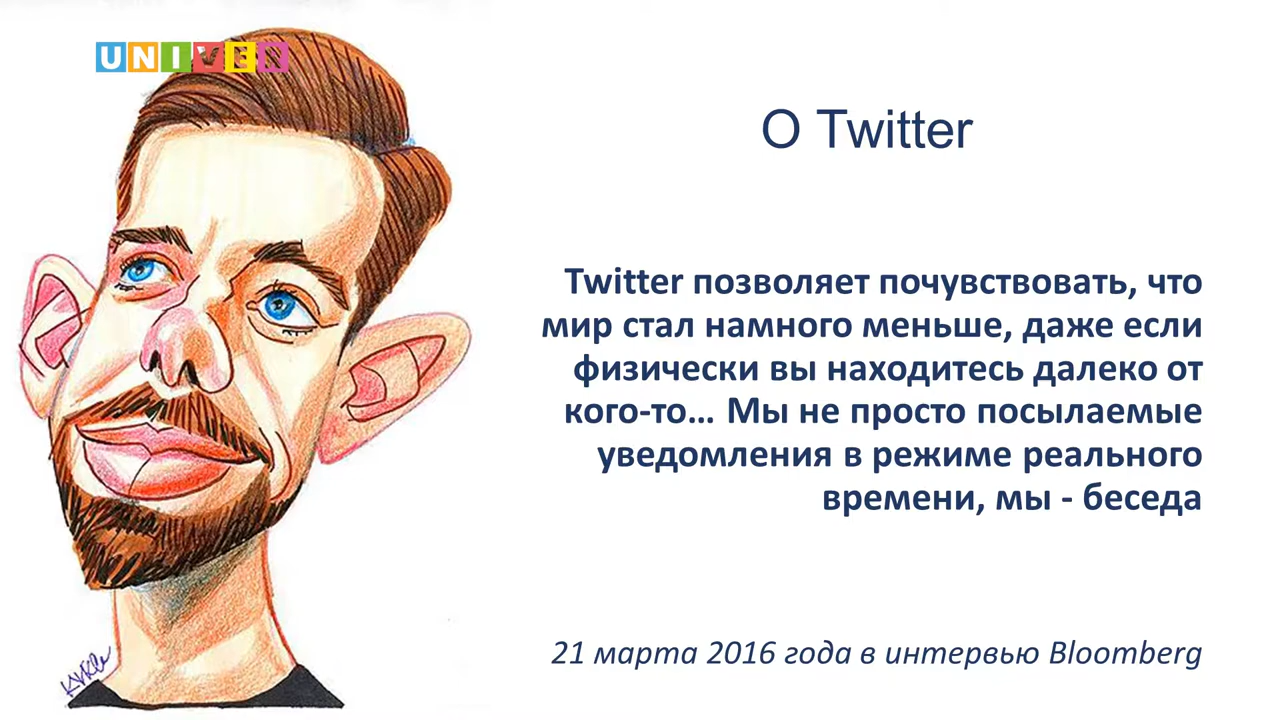 UNIVER
О Twitter
Twitter позволяет почувствовать, что
мир стал намного меньше, даже если
физически вы находитесь далеко от
кого-то... Мы не просто посылаемые
уведомления в режиме реального
времени, мы - беседа
21 марта 2016 года в интервью Bloomberg